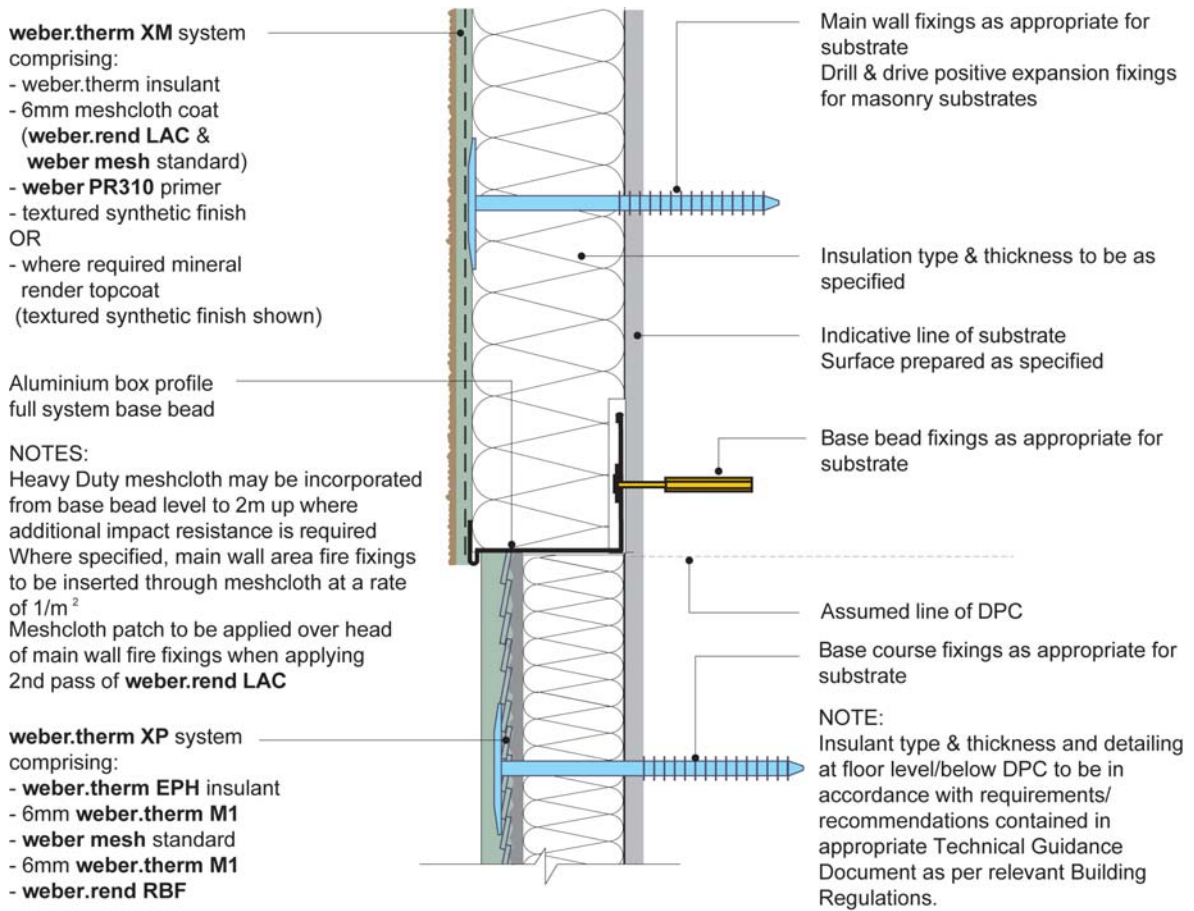 weber.therm XM system
comprising:
- weber.therm insulant
- 6mm meshcloth coat
(weber.rend LAC &
weber mesh standard)
- weber PR310 primer
- textured synthetic finish
OR
- where required mineral
render topcoat
(textured synthetic finish shown)
Aluminium box profile
full system base bead
NOTES:
Heavy Duty meshcloth may be incorporated
from base bead level to 2m up where
additional impact resistance is required
Where specified, main wall area fire fixings
to be inserted through meshcloth at a rate
of 1/m²
Meshcloth patch to be applied over head
of main wall fire fixings when applying
2nd pass of weber.rend LAC
weber.therm XP system
comprising:
- weber.therm EPH insulant
- 6mm weber.therm M1
- weber mesh standard
- 6mm weber.therm M1
- weber.rend RBF
Main wall fixings as appropriate for
substrate
Drill & drive positive expansion fixings
for masonry substrates
Insulation type & thickness to be as
specified
Indicative line of substrate
Surface prepared as specified
Base bead fixings as appropriate for
substrate
Assumed line of DPC
Base course fixings as appropriate for
substrate
NOTE:
Insulant type & thickness and detailing
at floor level/below DPC to be in
accordance with requirements/
recommendations contained in
appropriate Technical Guidance
Document as per relevant Building
Regulations.